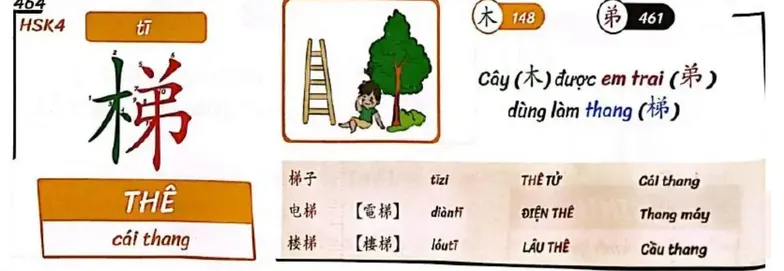 464
HSK4
tī
梯
THÊ
cái thang
木 148
弟 461
Cây (木) được em trai (弟)
dùng làm thang (梯)
梯子 tīzi THÊ TỬ Cái thang
电梯 【電梯】 diàntī ĐIỆN THÊ Thang máy
楼梯 【樓梯】 lóutī LÂU THÊ Cầu thang